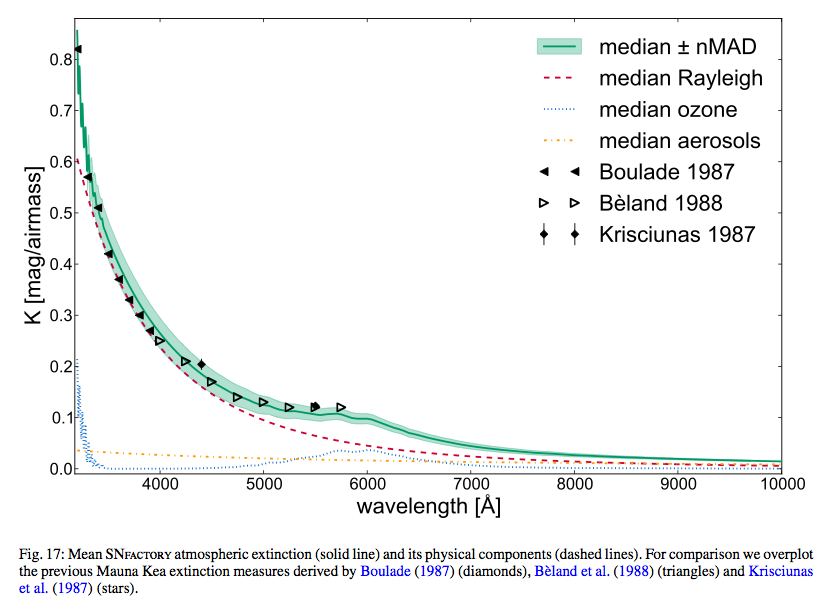 0.8
0.7
0.6
0.5
0.4
0.3
0.2
0.1
0.0
K [mag/airmass]
median ± nMAD
median Rayleigh
median ozone
median aerosols
Boulade 1987
Bèland 1988
Krisciunas 1987
4000 5000 6000 7000 8000 9000 10000
wavelength [Å]
Fig. 17: Mean SNFACTORY atmospheric extinction (solid line) and its physical components (dashed lines). For comparison we overplot
the previous Mauna Kea extinction measures derived by Boulade (1987) (diamonds), Bèland et al. (1988) (triangles) and Krisciunas
et al. (1987) (stars).